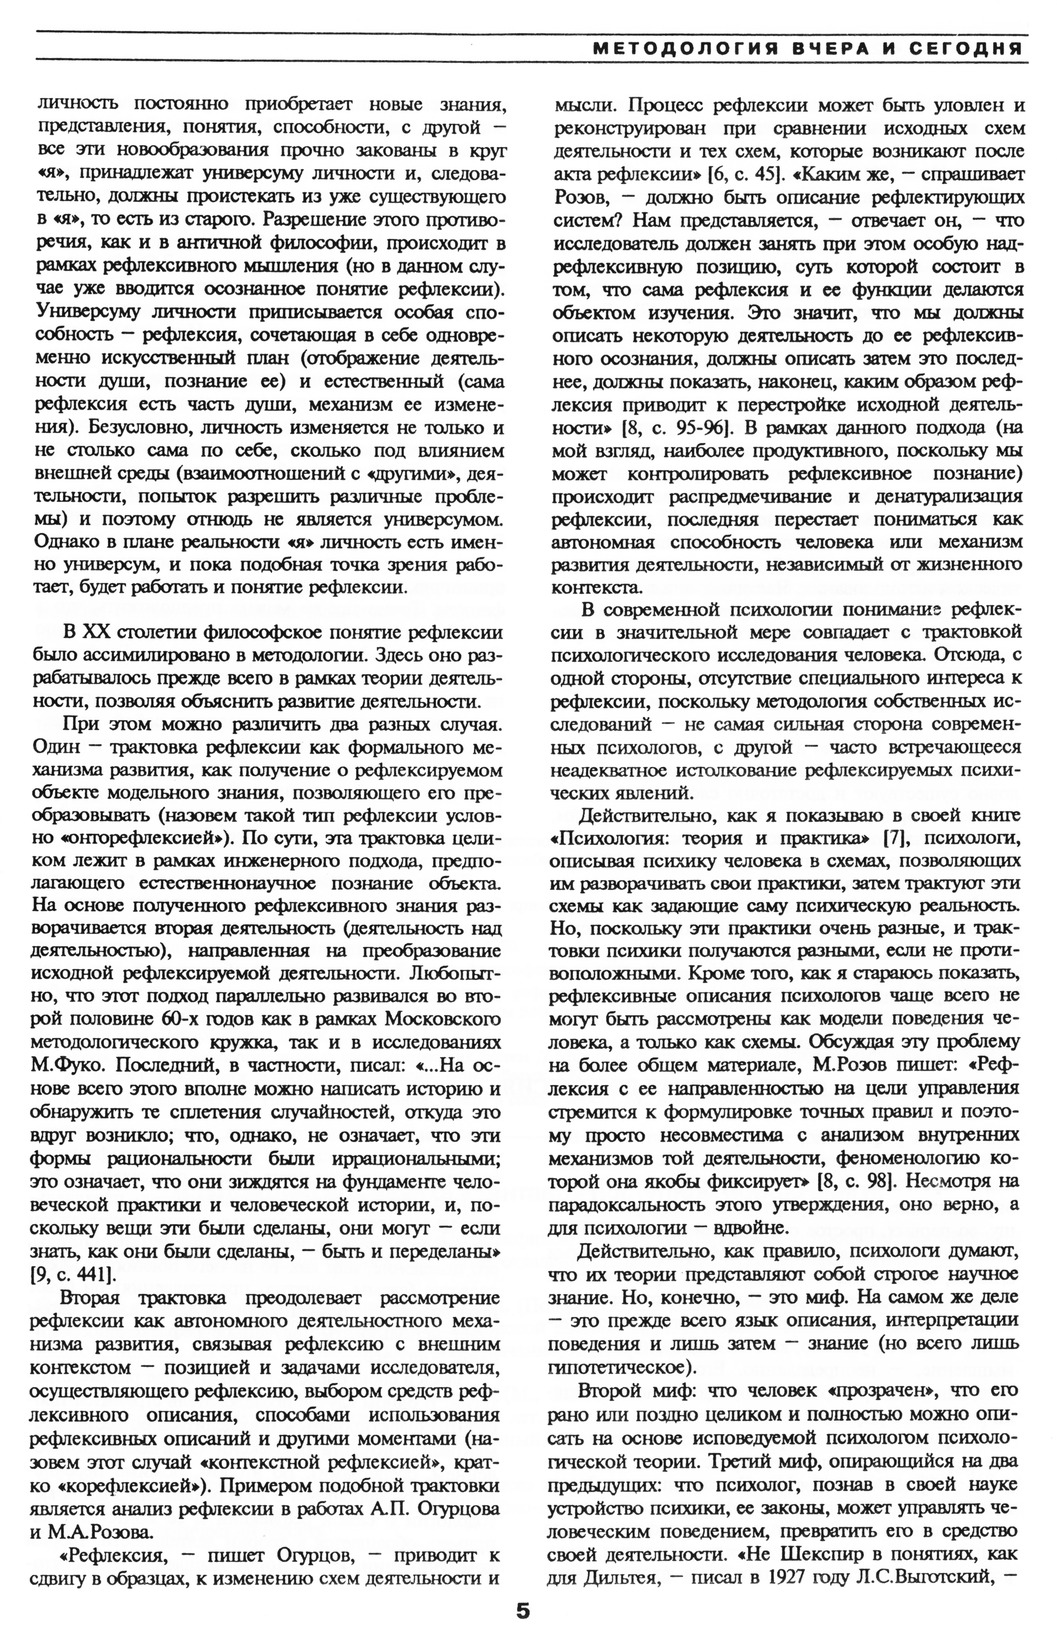 МЕТОДОЛОГИЯ ВЧЕРА И СЕГОДНЯ
личность постоянно приобретает новые знания,
представления, понятия, способности, с другой —
все эти новообразования прочно закованы в круг
«я», принадлежат универсуму личности и, следова-
тельно, должны проистекать из уже существующего
в «я», то есть из старого. Разрешение этого противо-
речия, как и в античной философии, происходит в
рамках рефлексивного мышления (но в данном слу-
чае уже вводится осознанное понятие рефлексии).
Универсуму личности приписывается особая спо-
собность — рефлексия, сочетающая в себе одновре-
менно искусственный план (отображение деятель-
ности души, познание ее) и естественный (сама
рефлексия есть часть души, механизм ее измене-
ния). Безусловно, личность изменяется не только и
не столько сама по себе, сколько под влиянием
внешней среды (взаимоотношений с «другими», дея-
тельности, попыток разрешить различные пробле-
мы) и поэтому отнюдь не является универсумом.
Однако в плане реальности «я» личность есть имен-
но универсум, и пока подобная точка зрения рабо-
тает, будет работать и понятие рефлексии.
В XX столетии философское понятие рефлексии
было ассимилировано в методологии. Здесь оно раз-
рабатывалось прежде всего в рамках теории деятель-
ности, позволяя объяснить развитие деятельности.
При этом можно различить два разных случая.
Один — трактовка рефлексии как формального ме-
ханизма развития, как получение о рефлексируемом
объекте модельного знания, позволяющего его пре-
образовывать (назовем такой тип рефлексии услов-
но «онторефлексией»). По сути, эта трактовка цели-
ком лежит в рамках инженерного подхода, предпо-
лагающего естественнонаучное познание объекта.
На основе полученного рефлексивного знания раз-
ворачивается вторая деятельность (деятельность над
деятельностью), направленная на преобразование
исходной рефлексируемой деятельности. Любопыт-
но, что этот подход параллельно развивался во вто-
рой половине 60-х годов как в рамках Московского
методологического кружка, так и в исследованиях
М.Фуко. Последний, в частности, писал: «...На ос-
нове всего этого вполне можно написать историю и
обнаружить те сплетения случайностей, откуда это
вдруг возникло; что, однако, не означает, что эти
формы рациональности были иррациональными;
это означает, что они зиждятся на фундаменте чело-
веческой практики и человеческой истории, и, по-
скольку вещи эти были сделаны, они могут — если
знать, как они были сделаны, — быть и переделаны»
[9, с. 441].
Вторая трактовка преодолевает рассмотрение
рефлексии как автономного деятельностного меха-
низма развития, связывая рефлексию с внешним
контекстом — позицией и задачами исследователя,
осуществляющего рефлексию, выбором средств реф-
лексивного описания, способами использования
рефлексивных описаний и другими моментами (на-
зовем этот случай «контекстной рефлексией», крат-
ко «корефлексией»). Примером подобной трактовки
является анализ рефлексии в работах А.П. Огурцова
и М.А.Розова.
«Рефлексия, — пишет Огурцов, — приводит к
сдвигу в образцах, к изменению схем деятельности и
мысли. Процесс рефлексии может быть уловлен и
реконструирован при сравнении исходных схем
деятельности и тех схем, которые возникают после
акта рефлексии» [6, с. 45]. «Каким же, — спрашивает
Розов, — должно быть описание рефлектирующих
систем? Нам представляется, — отвечает он, — что
исследователь должен занять при этом особую над-
рефлексивную позицию, суть которой состоит в
том, что сама рефлексия и ее функции делаются
объектом изучения. Это значит, что мы должны
описать некоторую деятельность до ее рефлексив-
ного осознания, должны описать затем это послед-
нее, должны показать, наконец, каким образом реф-
лексия приводит к перестройке исходной деятель-
ности» [8, с. 95-96]. В рамках данного подхода (на
мой взгляд, наиболее продуктивного, поскольку мы
может контролировать рефлексивное познание)
происходит распредмечивание и денатурализация
рефлексии, последняя перестает пониматься как
автономная способность человека или механизм
развития деятельности, независимый от жизненного
контекста.
В современной психологии понимание рефлек-
сии в значительной мере совпадает с трактовкой
психологического исследования человека. Отсюда, с
одной стороны, отсутствие специального интереса к
рефлексии, поскольку методология собственных ис-
следований — не самая сильная сторона современ-
ных психологов, с другой — часто встречающееся
неадекватное истолкование рефлексируемых психи-
ческих явлений.
Действительно, как я показываю в своей книге
«Психология: теория и практика» [7], психологи,
описывая психику человека в схемах, позволяющих
им разворачивать свои практики, затем трактуют эти
схемы как задающие саму психическую реальность.
Но, поскольку эти практики очень разные, и трак-
товки психики получаются разными, если не проти-
воположными. Кроме того, как я стараюсь показать,
рефлексивные описания психологов чаще всего не
могут быть рассмотрены как модели поведения че-
ловека, а только как схемы. Обсуждая эту проблему
на более общем материале, М.Розов пишет: «Реф-
лексия с ее направленностью на цели управления
стремится к формулировке точных правил и поэто-
му просто несовместима с анализом внутренних
механизмов той деятельности, феноменологию ко-
торой она якобы фиксирует» [8, с. 98]. Несмотря на
парадоксальность этого утверждения, оно верно, а
для психологии — вдвойне.
Действительно, как правило, психологи думают,
что их теории представляют собой строгое научное
знание. Но, конечно, — это миф. На самом же деле
— это прежде всего язык описания, интерпретации
поведения и лишь затем — знание (но всего лишь
гипотетическое).
Второй миф: что человек «прозрачен», что его
рано или поздно целиком и полностью можно опи-
сать на основе исповедуемой психологом психоло-
гической теории. Третий миф, опирающийся на два
предыдущих: что психолог, познав в своей науке
устройство психики, ее законы, может управлять че-
ловеческим поведением, превратить его в средство
своей деятельности. «Не Шекспир в понятиях, как
для Дильтея, — писал в 1927 году Л.С.Выготский, —
5